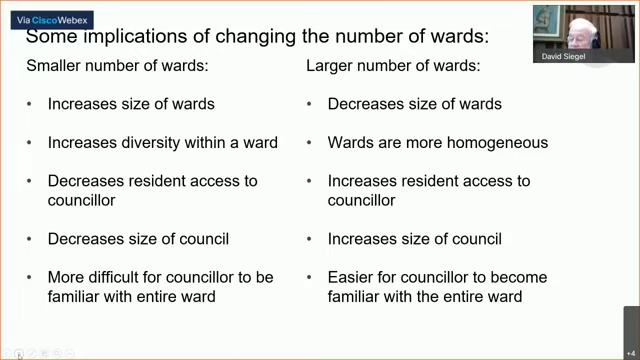 Via Cisco Webex
Some implications of changing the number of wards:
David Siegel
Smaller number of wards:
• Increases size of wards
• Increases diversity within a ward
• Decreases resident access to
councillor
• Decreases size of council
• More difficult for councillor to be
familiar with entire ward
Larger number of wards:
• Decreases size of wards
• Wards are more homogeneous
• Increases resident access to
councillor
• Increases size of council
• Easier for councillor to become
familiar with the entire ward
+4